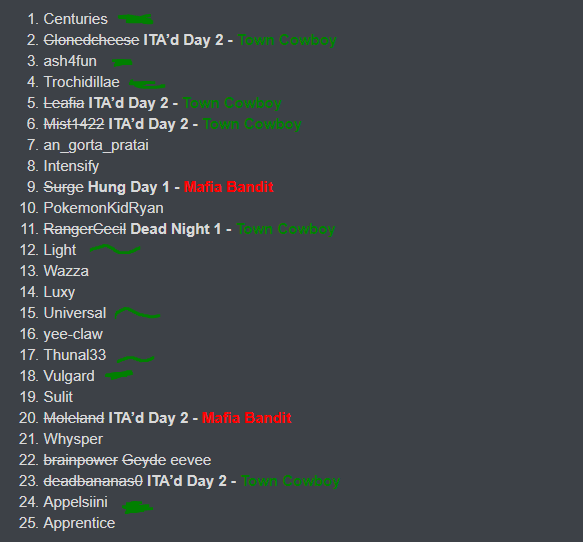 1. Centuries
2. Clonedcheese ITA'd Day 2 - Town Cowboy
3. ash4fun
4. Trochidillae
5. Leafia ITA'd Day 2 - Town Cowboy
6. Mist1422 ITA'd Day 2 - Town Cowboy
7. an_gorta_pratai
8. Intensify
9. Surge Hung Day 1 - Mafia Bandit
10. PokemonKidRyan
11. RangerCecil Dead Night 1 - Town Cowboy
12. Light
13. Wazza
14. Luxy
15. Universal
16. yee-claw
17. Thunal33
18. Vulgard
19. Sulit
20. Moleland ITA'd Day 2 - Mafia Bandit
21. Whysper
22. brainpower Geyde eevee
23. deadbananas0 ITA'd Day 2 - Town Cowboy
24. Appelsiini
25. Apprentice